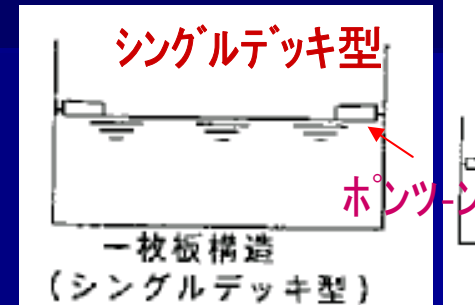 シングルデッキ型
ポンツーン
一枚板構造
(シングルデッキ型)